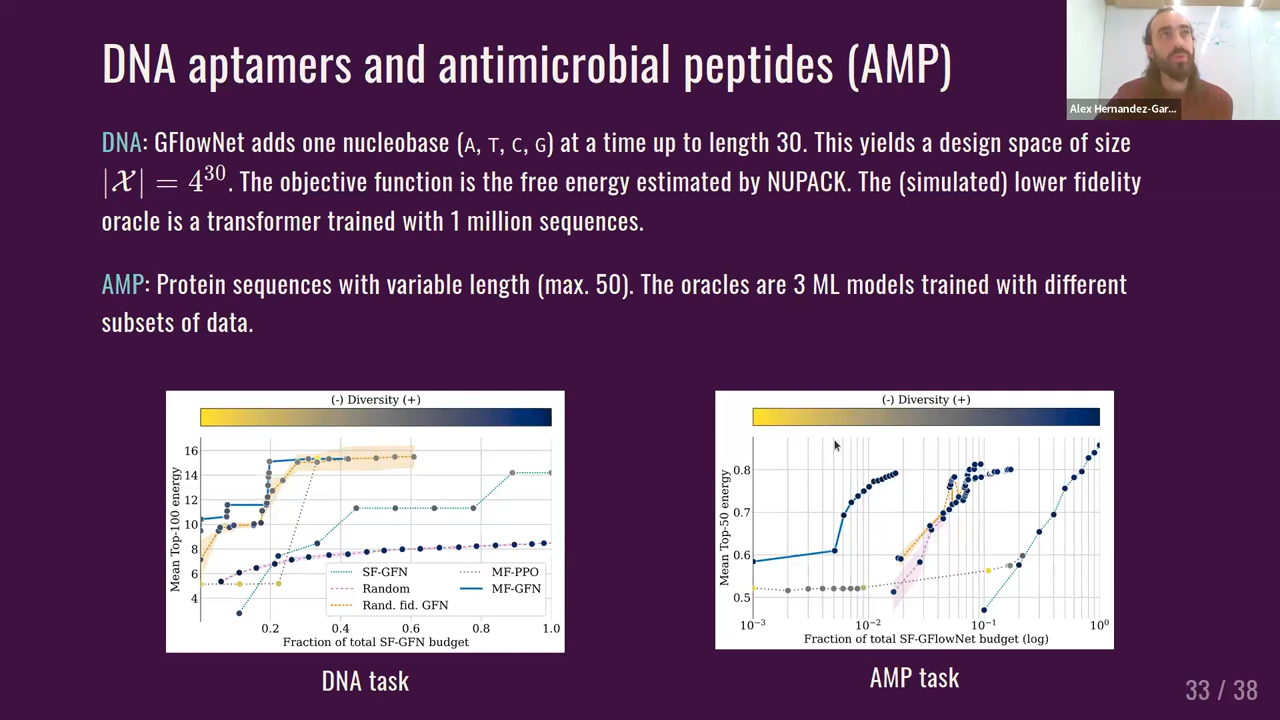 DNA aptamers and antimicrobial peptides (AMP)
Alex Hernandez-Gar...
DNA: GFlowNet adds one nucleobase (A, T, C, G) at a time up to length 30. This yields a design space of size
|𝒳| = 4³⁰. The objective function is the free energy estimated by NUPACK. The (simulated) lower fidelity
oracle is a transformer trained with 1 million sequences.
AMP: Protein sequences with variable length (max. 50). The oracles are 3 ML models trained with different
subsets of data.
(-) Diversity (+)
Mean Top-100 energy
16
14
12
10
8
6
4
SF-GFN
Random
Rand. fid. GFN
MF-PPO
MF-GFN
0.2 0.4 0.6 0.8 1.0
Fraction of total SF-GFN budget
DNA task
(-) Diversity (+)
Mean Top-50 energy
0.8
0.7
0.6
0.5
10⁻³ 10⁻² 10⁻¹ 10⁰
Fraction of total SF-GFlowNet budget (log)
AMP task
33 / 38